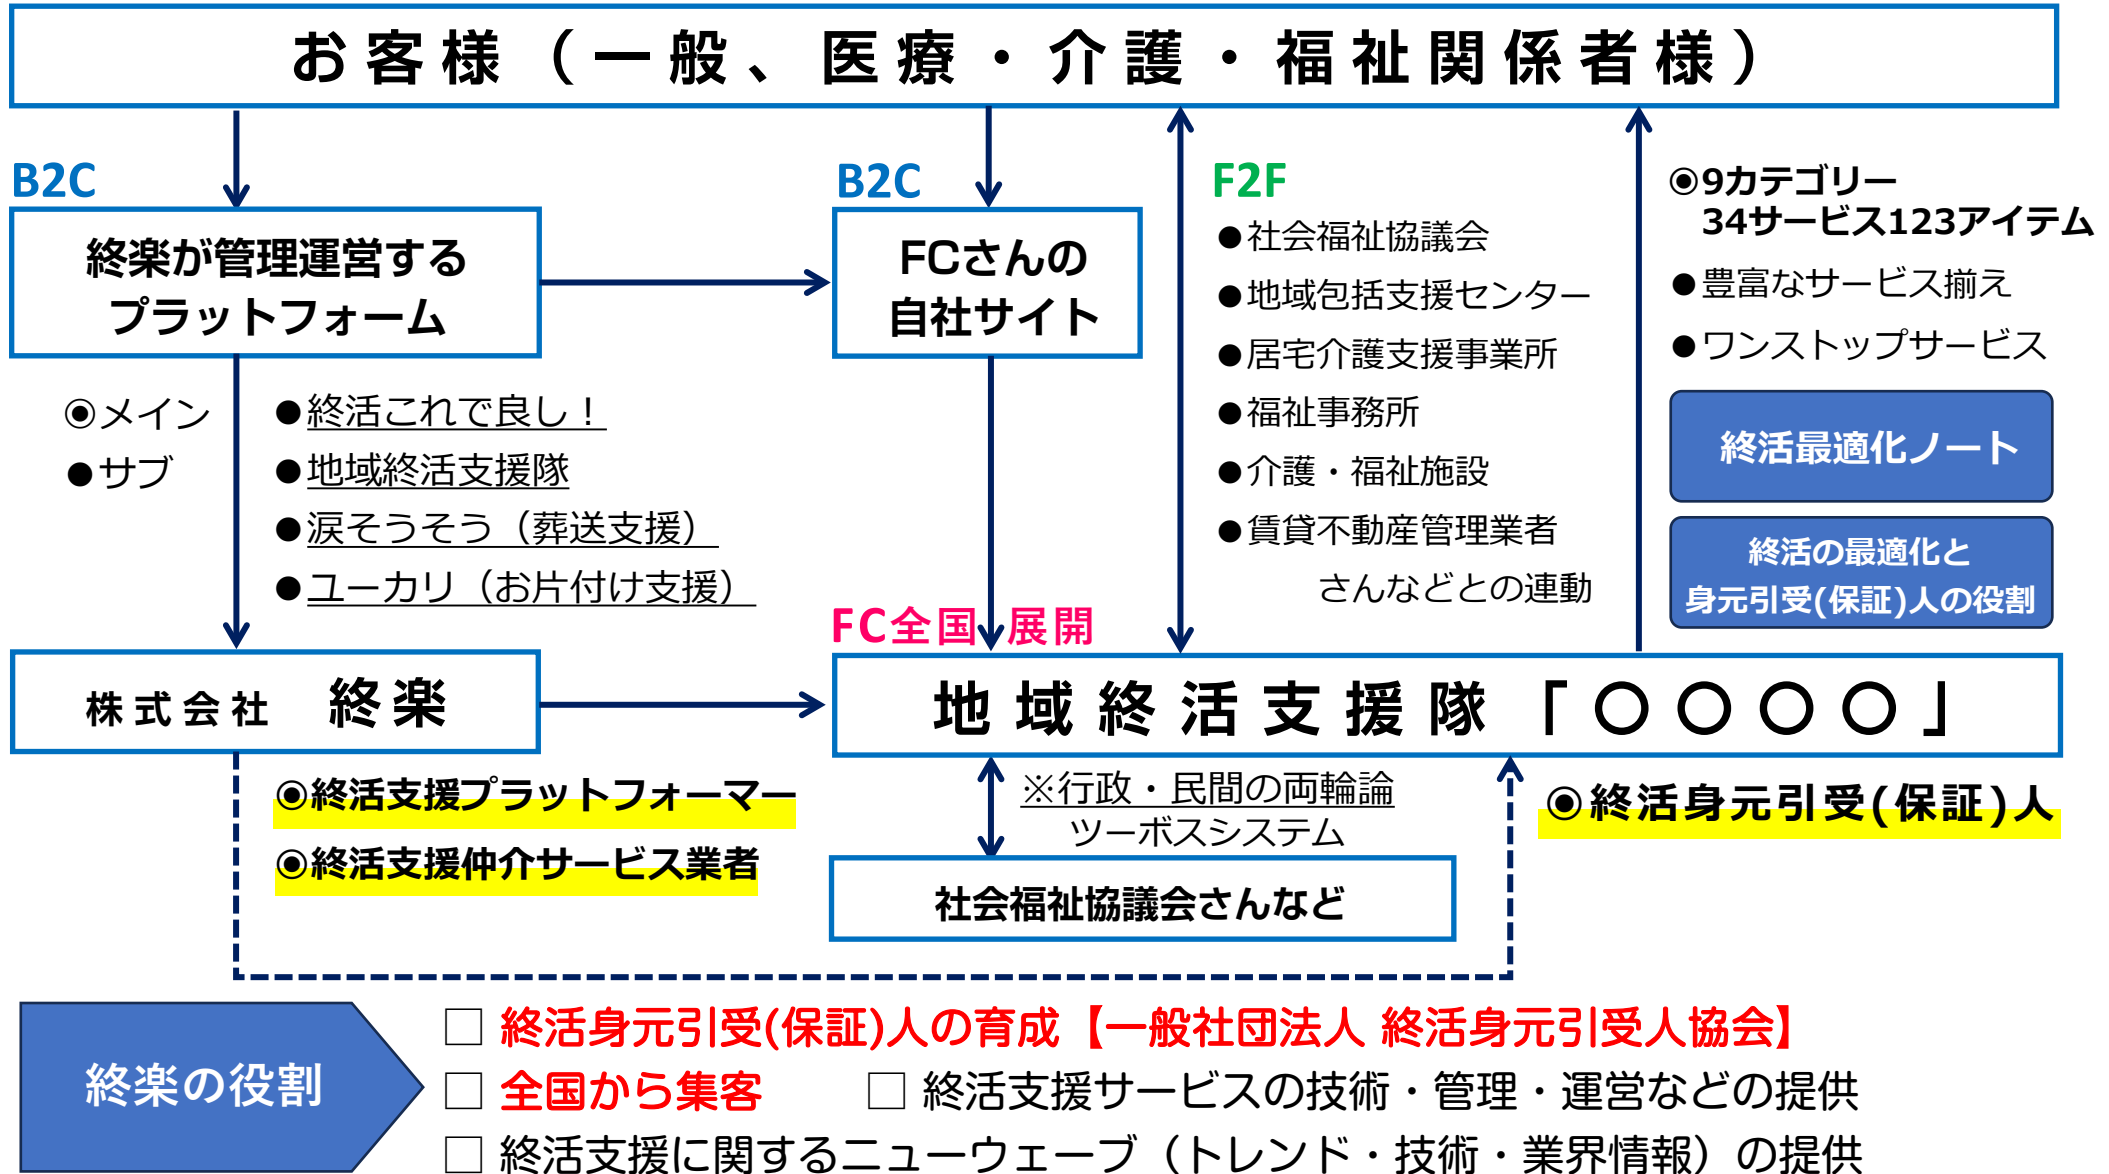 お客様（一般、医療・介護・福祉関係者様）
B2C
終楽が管理運営する
プラットフォーム
B2C
FCさんの
自社サイト
F2F
●社会福祉協議会
●地域包括支援センター
●居宅介護支援事業所
●福祉事務所
●介護・福祉施設
●賃貸不動産管理業者
さんなどとの連動
◉9カテゴリー
34サービス123アイテム
●豊富なサービス揃え
●ワンストップサービス
終活最適化ノート
終活の最適化と
身元引受(保証)人の役割
◉メイン
●サブ
●終活これで良し！
●地域終活支援隊
●涙そうそう（葬送支援）
●ユーカリ（お片付け支援）
FC全国 展開
株式会社 終楽
地域終活支援隊「〇〇〇〇」
◉終活支援プラットフォーマー
◉終活支援仲介サービス業者
※行政・民間の両輪論
ツーボスシステム
◉終活身元引受(保証)人
社会福祉協議会さんなど
終楽の役割
□ 終活身元引受(保証)人の育成【一般社団法人 終活身元引受人協会】
□ 全国から集客 □ 終活支援サービスの技術・管理・運営などの提供
□ 終活支援に関するニューウェーブ（トレンド・技術・業界情報）の提供